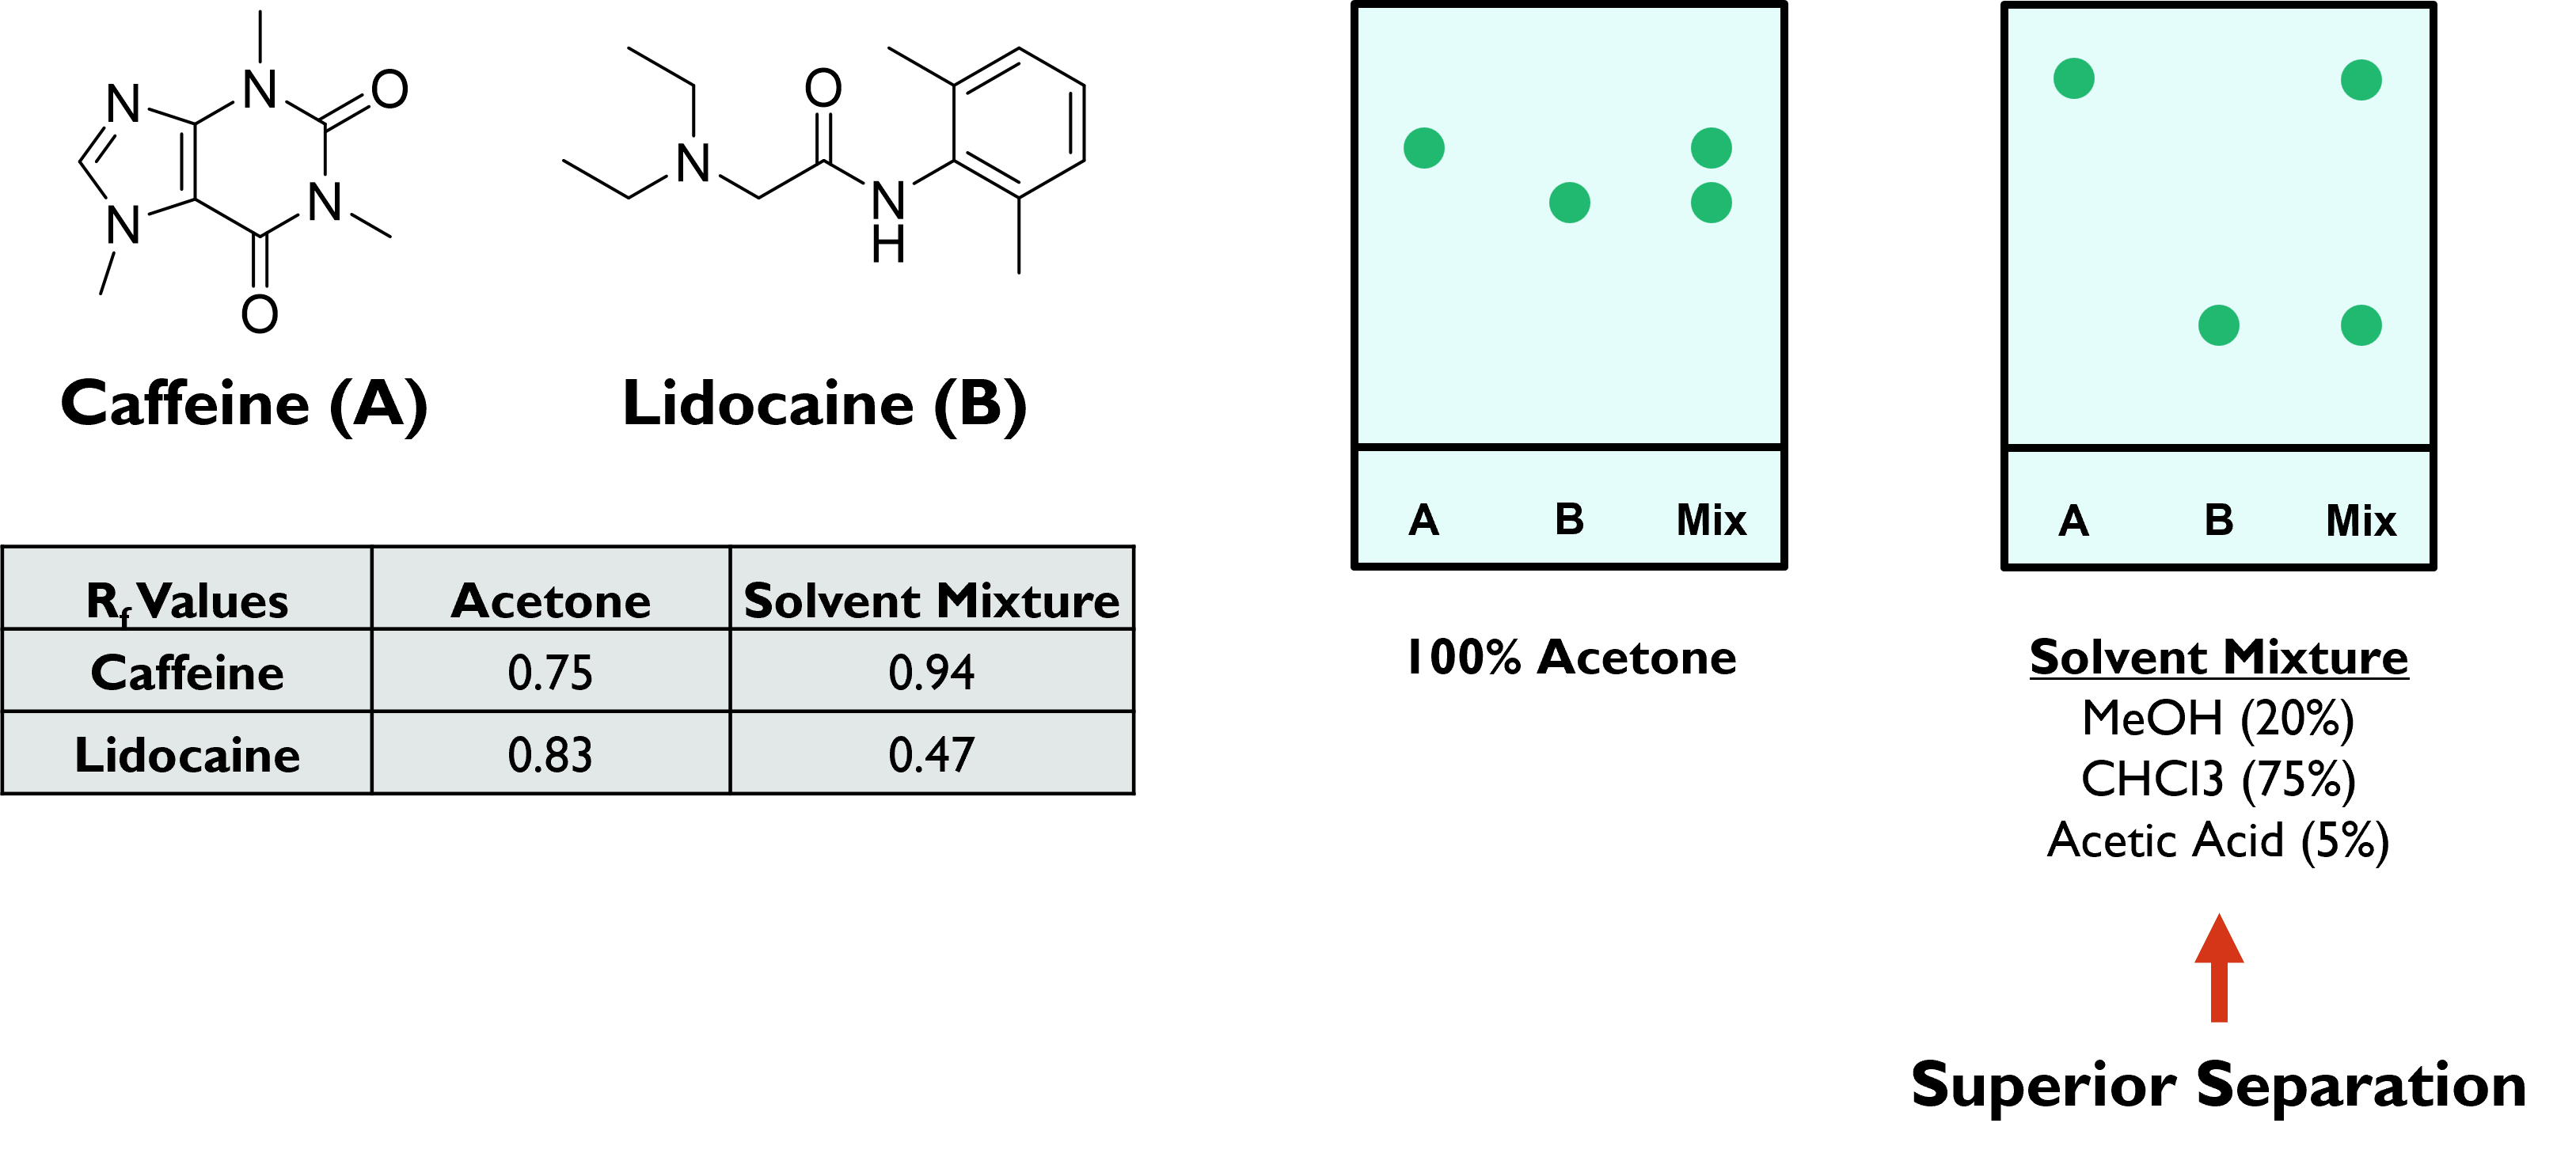 N
N
O
N
N
O
Caffeine (A)
O
N
N
H
Lidocaine (B)
Rf Values Acetone Solvent Mixture
Caffeine 0.75 0.94
Lidocaine 0.83 0.47
A B Mix
100% Acetone
A B Mix
Solvent Mixture
MeOH (20%)
CHCl3 (75%)
Acetic Acid (5%)
Superior Separation